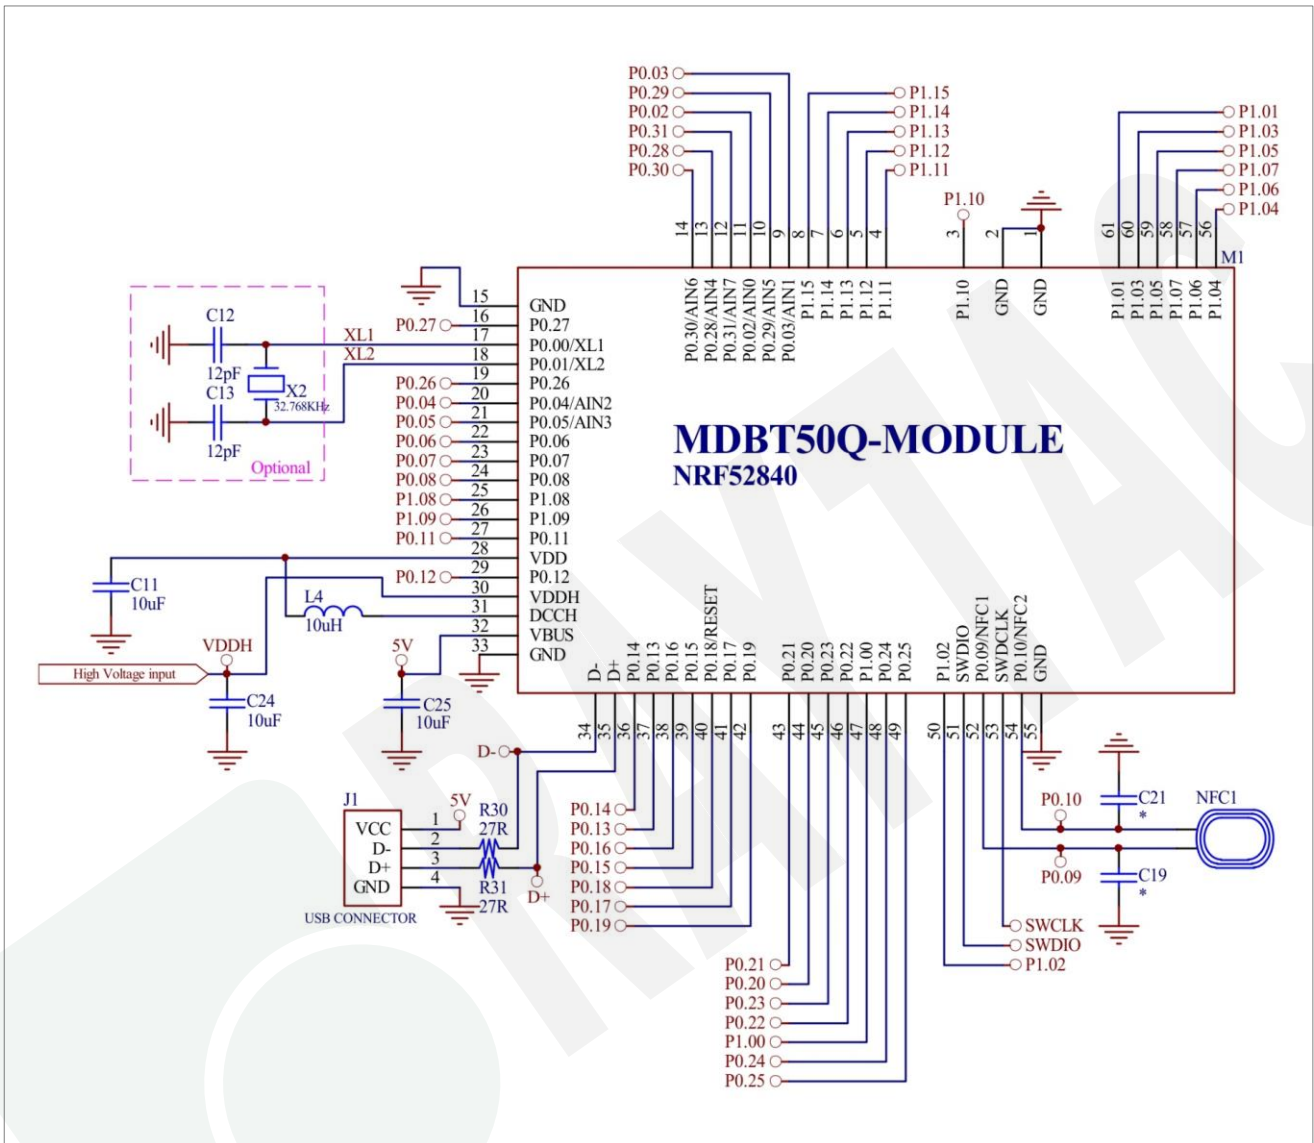 P0.03
P0.29
P0.02
P0.31
P0.28
P0.30
P1.15
P1.14
P1.13
P1.12
P1.11
P1.10
P1.01
P1.03
P1.05
P1.07
P1.06
P1.04
14 13 12 11 10 9 8 7 6 5 4 3 2 1 61 60 59 58 57 56
M1
P0.30/AIN6
P0.28/AIN4
P0.31/AIN7
P0.02/AIN0
P0.29/AIN5
P0.03/AIN1
P1.15
P1.14
P1.13
P1.12
P1.11
P1.10
GND
GND
P1.01
P1.03
P1.05
P1.07
P1.06
P1.04
MDBT50Q-MODULE
NRF52840
15 GND
P0.27 16 P0.27
XL1 17 P0.00/XL1
XL2 18 P0.01/XL2
P0.26 19 P0.26
P0.04 20 P0.04/AIN2
P0.05 21 P0.05/AIN3
P0.06 22 P0.06
P0.07 23 P0.07
P0.08 24 P0.08
P1.08 25 P1.08
P1.09 26 P1.09
P0.11 27 P0.11
28 VDD
P0.12 29 P0.12
30 VDDH
31 DCCH
32 VBUS
33 GND
C12
12pF
C13
12pF
X2
32.768KHz
Optional
C11
10uF
L4
10uH
VDDH
High Voltage input
C24
10uF
5V
C25
10uF
D-
D+
P0.14
P0.13
P0.16
P0.15
P0.18/RESET
P0.17
P0.19
P0.21
P0.20
P0.23
P0.22
P1.00
P0.24
P0.25
P1.02
SWDIO
P0.09/NFC1
SWDCLK
P0.10/NFC2
GND
34 35 36 37 38 39 40 41 42 43 44 45 46 47 48 49 50 51 52 53 54 55
D-
J1
VCC 1 5V
D- 2
D+ 3
GND 4
USB CONNECTOR
R30
27R
R31
27R
D+
P0.14
P0.13
P0.16
P0.15
P0.18
P0.17
P0.19
P0.21
P0.20
P0.23
P0.22
P1.00
P0.24
P0.25
P0.10
P0.09
C21
*
C19
*
NFC1
SWCLK
SWDIO
P1.02
RAYTAC